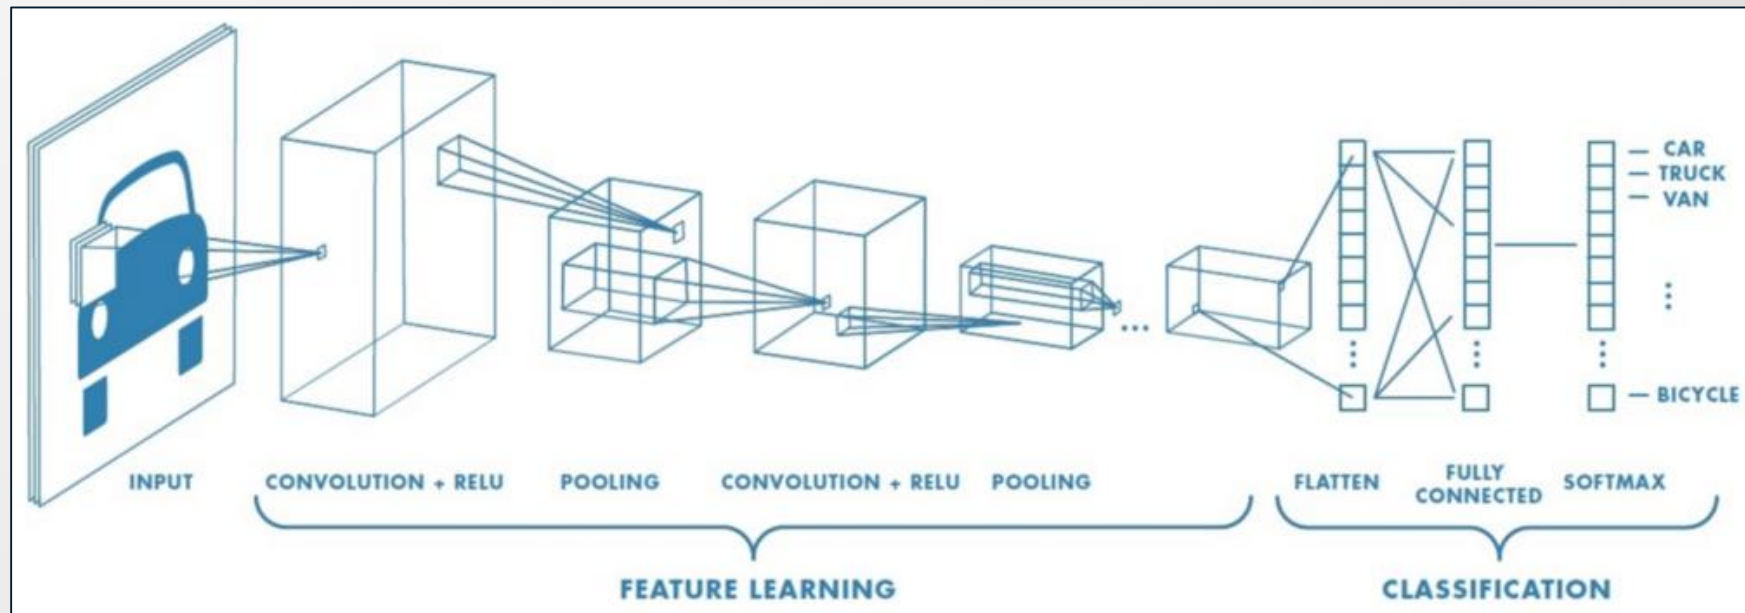 CAR
TRUCK
VAN
BICYCLE
INPUT
CONVOLUTION + RELU
POOLING
CONVOLUTION + RELU
POOLING
FLATTEN
FULLY
CONNECTED
SOFTMAX
FEATURE LEARNING
CLASSIFICATION